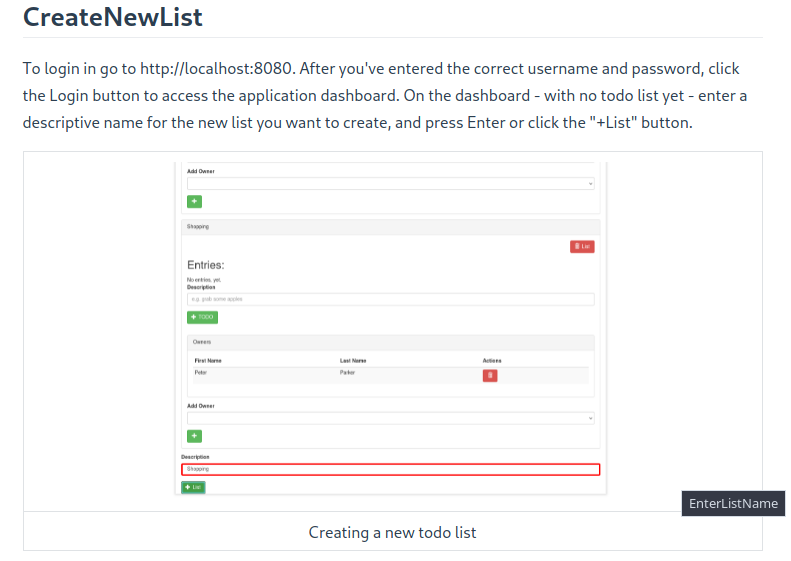 CreateNewList
To login in go to http://localhost:8080. After you've entered the correct username and password, click
the Login button to access the application dashboard. On the dashboard - with no todo list yet - enter a
descriptive name for the new list you want to create, and press Enter or click the "+List" button.
Add Owner
+
Shopping
List
Entries:
No entries, yet.
Description
e.g. grab some apples
+ TODO
Owners
First Name Last Name Actions
Peter Parker
Add Owner
+
Description
Shopping
+ List
EnterListName
Creating a new todo list